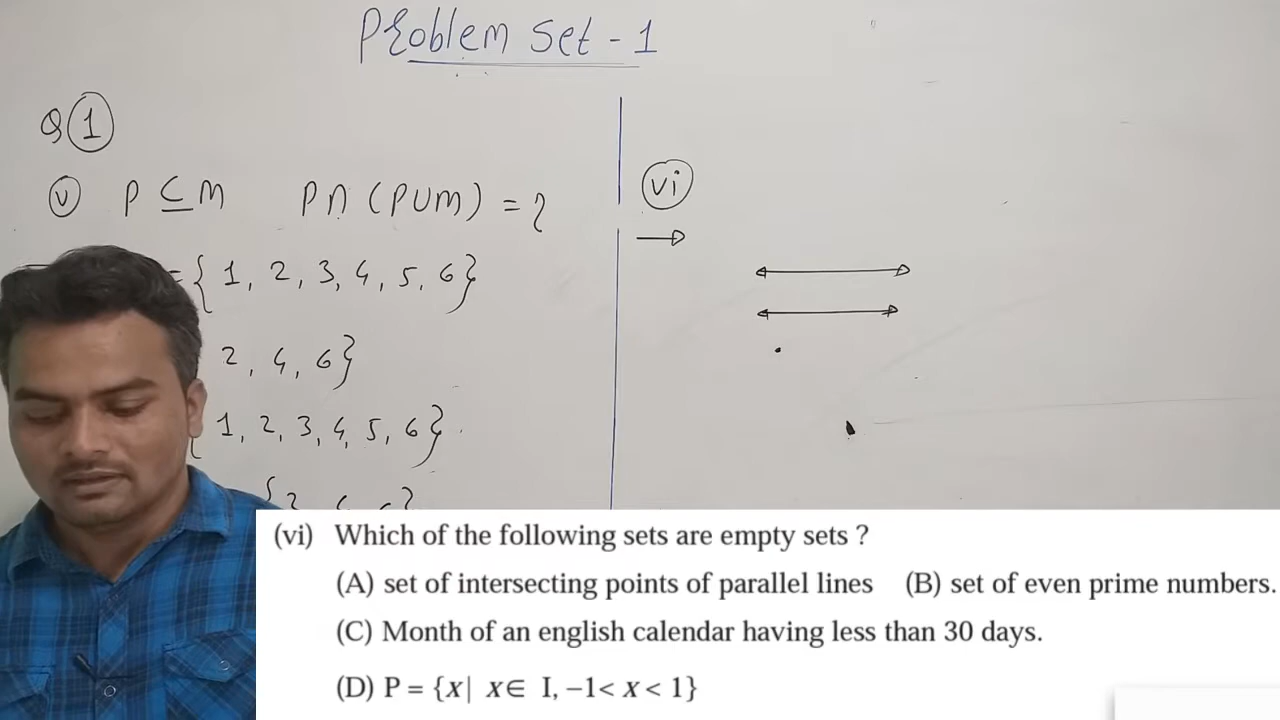 Problem Set - 1
Q 1
v P ⊆ M P ∩ (P ∪ M) = ?
= { 1, 2, 3, 4, 5, 6}
2, 4, 6}
{ 1, 2, 3, 4, 5, 6}
vi
(vi) Which of the following sets are empty sets ?
(A) set of intersecting points of parallel lines (B) set of even prime numbers.
(C) Month of an english calendar having less than 30 days.
(D) P = {x| x∈ I, −1< x < 1}